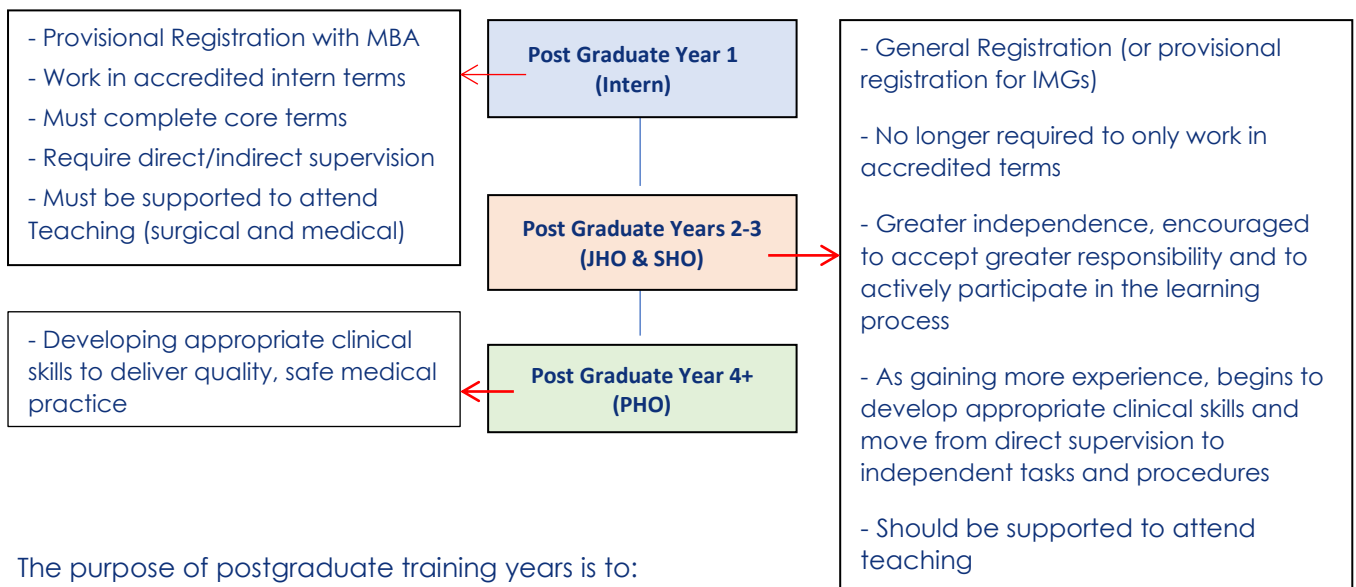 - Provisional Registration with MBA
- Work in accredited intern terms
- Must complete core terms
- Require direct/indirect supervision
- Must be supported to attend
Teaching (surgical and medical)
Post Graduate Year 1
(Intern)
- General Registration (or provisional
registration for IMGs)
- No longer required to only work in
accredited terms
- Greater independence, encouraged
to accept greater responsibility and to
actively participate in the learning
process
- As gaining more experience, begins to
develop appropriate clinical skills and
move from direct supervision to
independent tasks and procedures
- Should be supported to attend
teaching
Post Graduate Years 2-3
(JHO & SHO)
- Developing appropriate clinical
skills to deliver quality, safe medical
practice
Post Graduate Year 4+
(PHO)
The purpose of postgraduate training years is to: